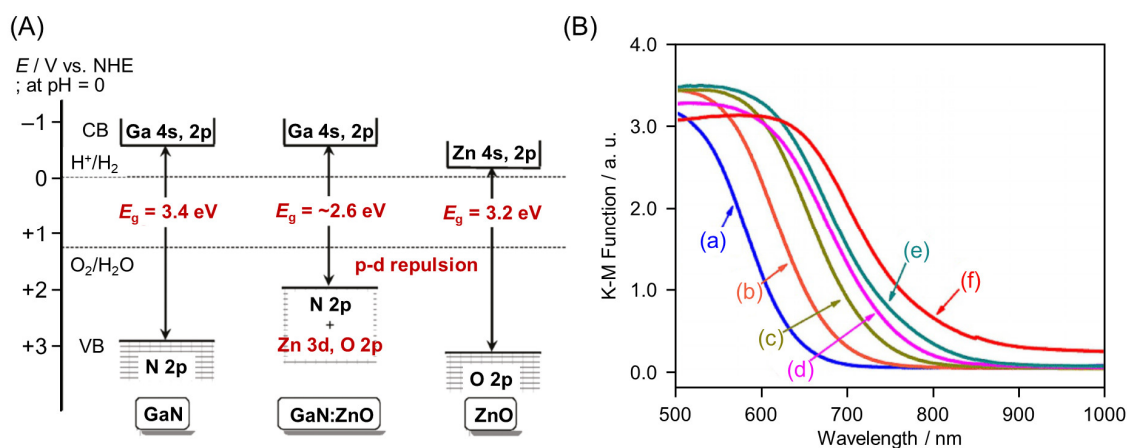 (A)
E / V vs. NHE
; at pH = 0
–1
0
+1
+2
+3
CB
H⁺/H₂
O₂/H₂O
VB
Ga 4s, 2p
Eg = 3.4 eV
N 2p
GaN
Ga 4s, 2p
Eg = ~2.6 eV
p-d repulsion
N 2p
+
Zn 3d, O 2p
GaN:ZnO
Zn 4s, 2p
Eg = 3.2 eV
O 2p
ZnO
(B)
K-M Function / a. u.
4.0
3.0
2.0
1.0
0.0
(a)
(b)
(c)
(d)
(e)
(f)
500 600 700 800 900 1000
Wavelength / nm